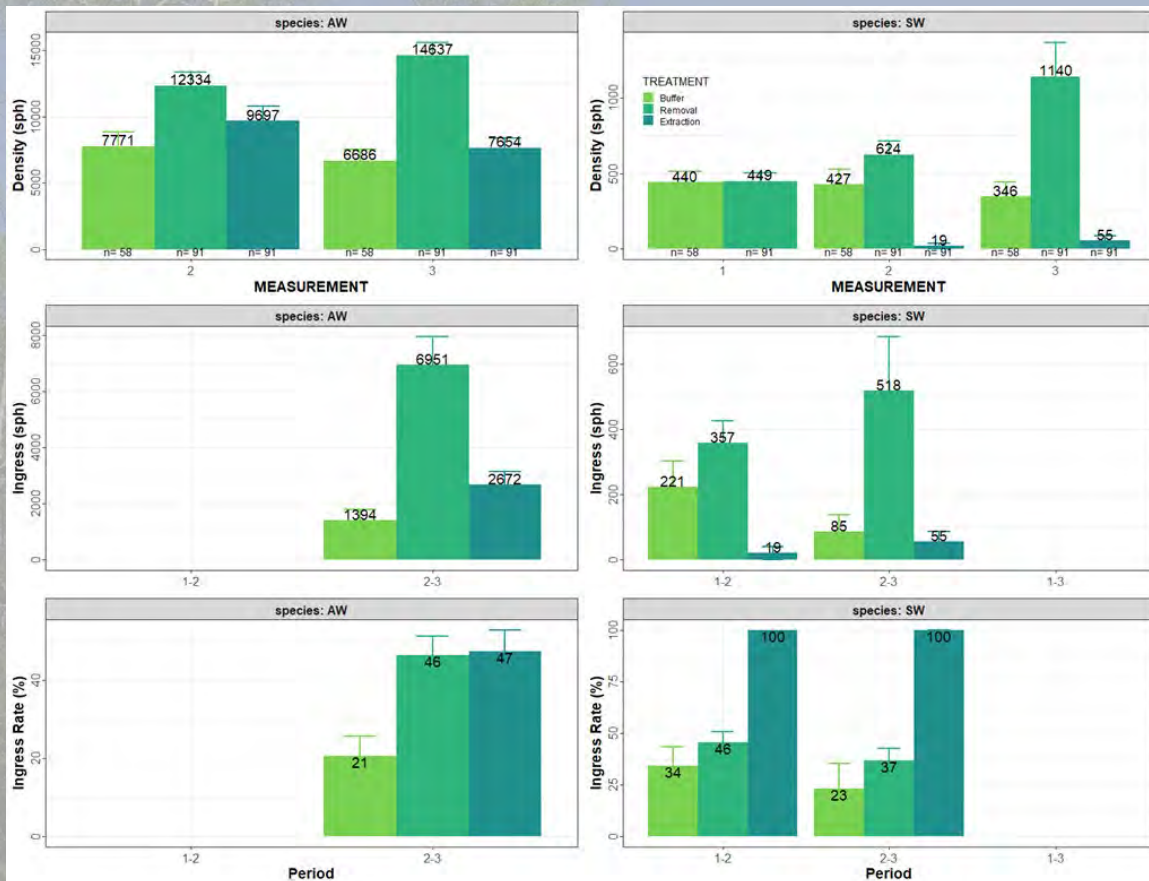 species: AW
Density (sph)
15000
10000
5000
0
7771
12334
9697
6686
14637
7654
n= 58
n= 91
n= 91
n= 58
n= 91
n= 91
2
3
MEASUREMENT
species: SW
Density (sph)
1000
500
0
TREATMENT
Buffer
Removal
Extraction
440
449
427
624
19
346
1140
55
n= 58
n= 91
n= 58
n= 91
n= 91
n= 58
n= 91
n= 91
1
2
3
MEASUREMENT
species: AW
Ingress (sph)
8000
6000
4000
2000
0
1394
6951
2672
1-2
2-3
species: SW
Ingress (sph)
600
400
200
0
221
357
19
85
518
55
1-2
2-3
1-3
species: AW
Ingress Rate (%)
40
20
0
21
46
47
1-2
2-3
Period
species: SW
Ingress Rate (%)
100
75
50
25
0
34
46
100
23
37
100
1-2
2-3
1-3
Period